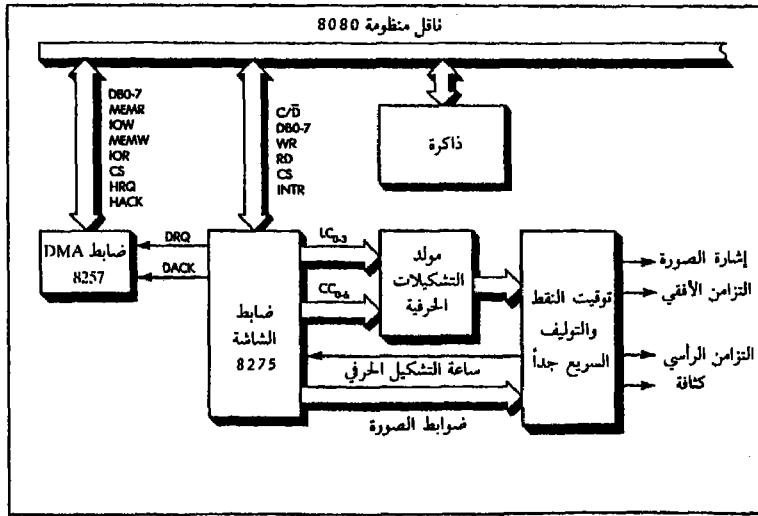 ناقل منظومة 8080
DB0-7
MEMR
IOW
MEMW
IOR
CS
HRQ
HACK
C/D̅
DB0-7
WR
RD
CS
INTR
ذاكرة
ضابط DMA
8257
DRQ
DACK
ضابط
الشاشة
8275
LC0-3
CC0-6
مولد
التشكيلات
الحرفية
ساعة التشكيل الحرفي
ضوابط الصورة
توقيت النقط
والتوليف
السريع جداً
إشارة الصورة
التزامن الأفقي
التزامن الرأسي
كثافة